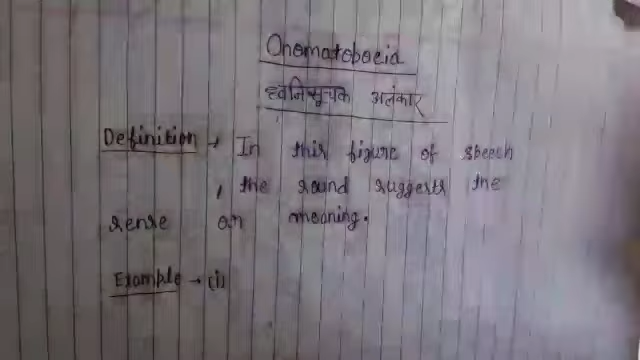 Onomatopoeia
ध्वनिसूचक अलंकार
Definition → In this figure of speech
, the sound suggests the
sense or meaning.
Example → (i)